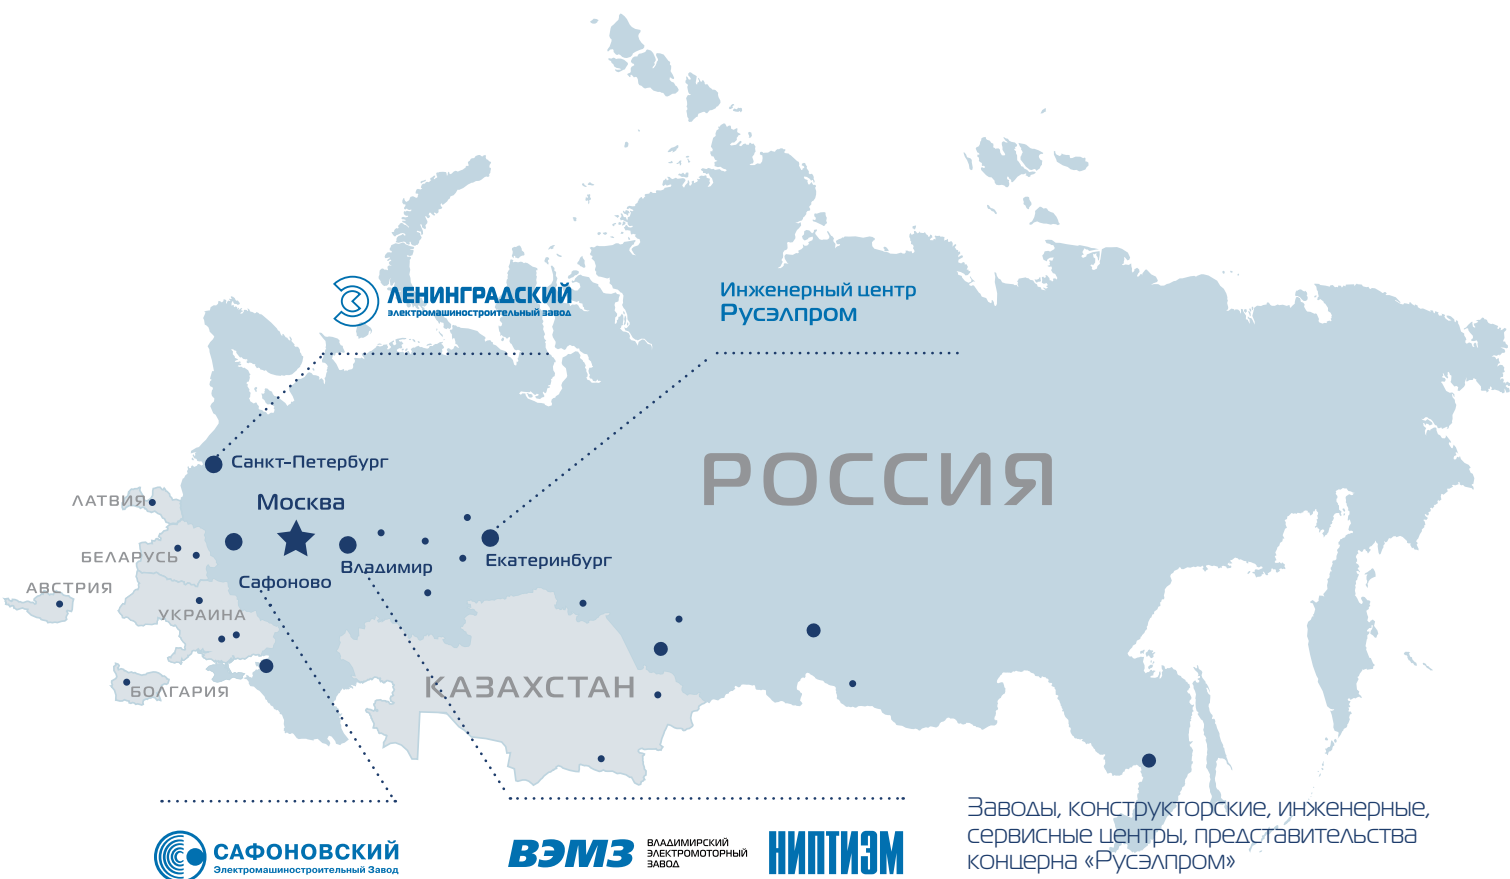 ЛЕНИНГРАДСКИЙ
электромашиностроительный завод
Инженерный центр
Русэлпром
РОССИЯ
Санкт-Петербург
ЛАТВИЯ
Москва
БЕЛАРУСЬ
Екатеринбург
Владимир
Сафоново
АВСТРИЯ
УКРАИНА
КАЗАХСТАН
БОЛГАРИЯ
САФОНОВСКИЙ
Электромашиностроительный Завод
ВЭМЗ
ВЛАДИМИРСКИЙ
ЭЛЕКТРОМОТОРНЫЙ
ЗАВОД
НИПТИЭМ
Заводы, конструкторские, инженерные,
сервисные центры, представительства
концерна «Русэлпром»